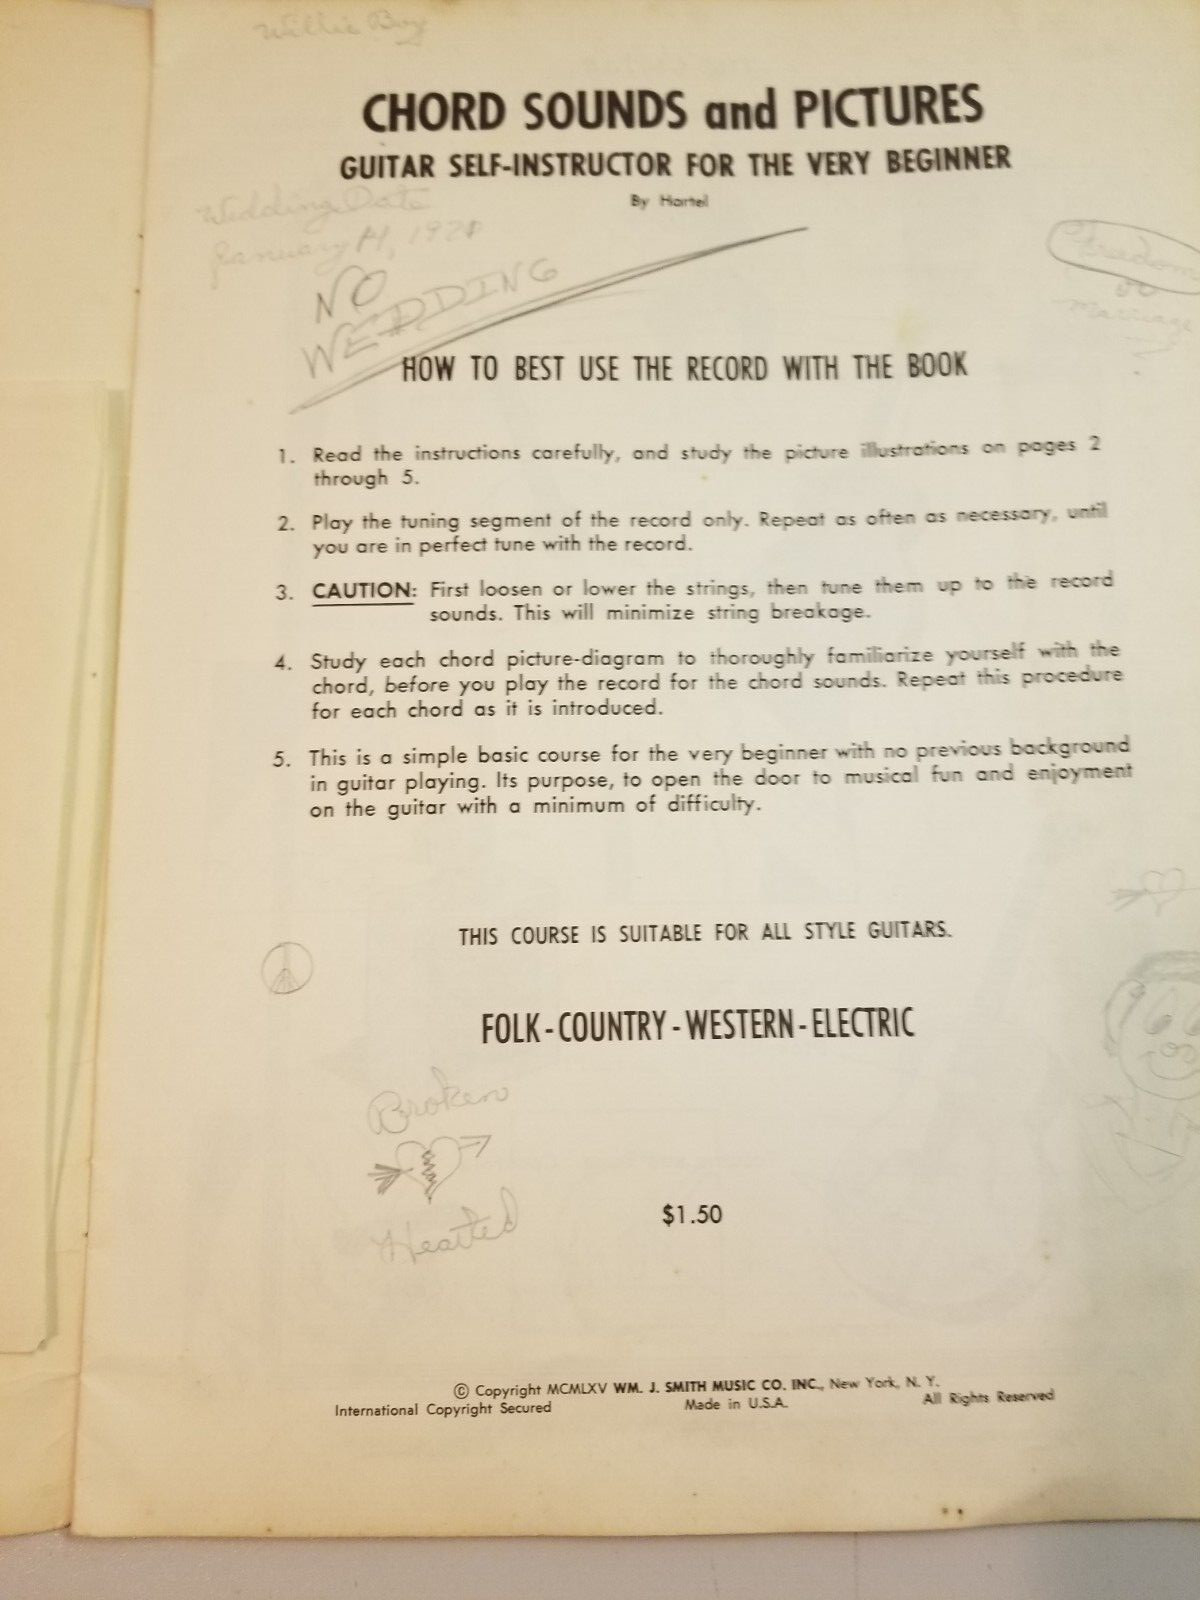 Willie Boy
CHORD SOUNDS and PICTURES
GUITAR SELF-INSTRUCTOR FOR THE VERY BEGINNER
By Hartel
Wedding Date
January
NO
WEDDING
Freedom
or
Marriage
HOW TO BEST USE THE RECORD WITH THE BOOK
1. Read the instructions carefully, and study the picture illustrations on pages 2
through 5.
2. Play the tuning segment of the record only. Repeat as often as necessary, until
you are in perfect tune with the record.
3. CAUTION: First loosen or lower the strings, then tune them up to the record
sounds. This will minimize string breakage.
4. Study each chord picture-diagram to thoroughly familiarize yourself with the
chord, before you play the record for the chord sounds. Repeat this procedure
for each chord as it is introduced.
5. This is a simple basic course for the very beginner with no previous background
in guitar playing. Its purpose, to open the door to musical fun and enjoyment
on the guitar with a minimum of difficulty.
THIS COURSE IS SUITABLE FOR ALL STYLE GUITARS.
FOLK - COUNTRY - WESTERN - ELECTRIC
Broken
Hearted
$1.50
© Copyright MCMLXV WM. J. SMITH MUSIC CO. INC., New York, N. Y.
International Copyright Secured Made in U.S.A. All Rights Reserved